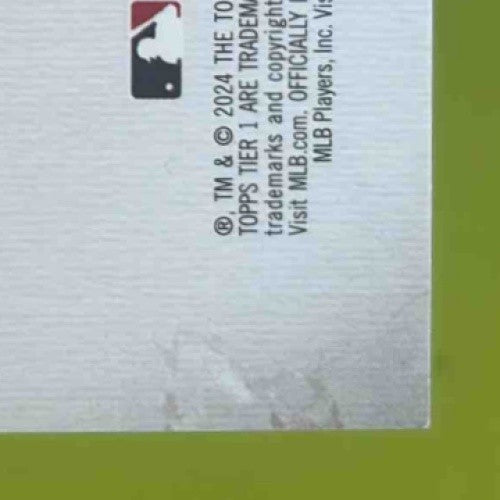 ®, TM & © 2024 THE TO
TOPPS TIER 1 ARE TRADEMA
trademarks and copyright
Visit MLB.com. OFFICIALLY
MLB Players, Inc. Vis